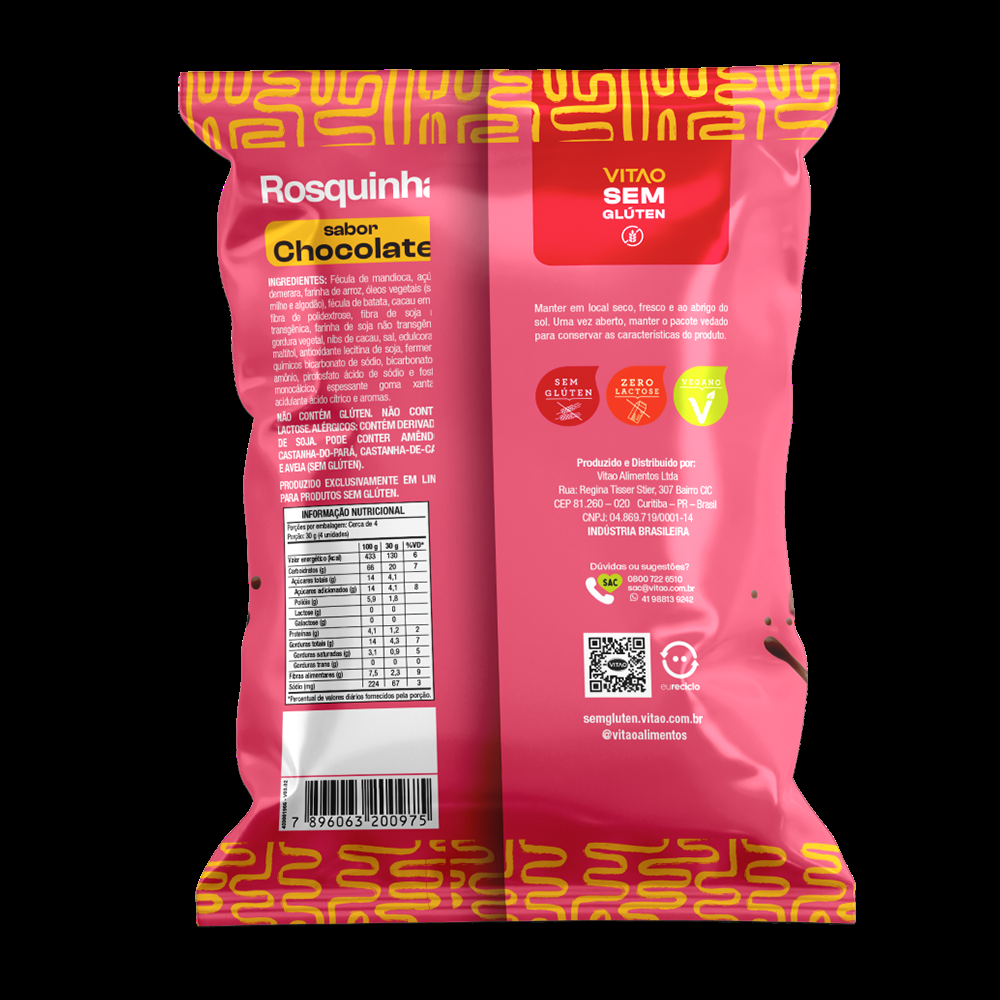 Rosquinha
sabor
Chocolate
INGREDIENTES: Fécula de mandioca, açú
demerara, farinha de arroz, óleos vegetais (s
milho e algodão), fécula de batata, cacau em
fibra de polidextrose, fibra de soja
transgênica, farinha de soja não transgên
gordura vegetal, nibs de cacau, sal, edulcora
maltitol, antioxidante lecitina de soja, fermen
químicos bicarbonato de sódio, bicarbonato
amônio, pirofosfato ácido de sódio e fosf
monocálcico, espessante goma xanta
acidulante ácido cítrico e aromas.
NÃO CONTÉM GLÚTEN. NÃO CONT
LACTOSE. ALÉRGICOS: CONTÉM DERIVAD
DE SOJA. PODE CONTER AMÊND
CASTANHA-DO-PARÁ, CASTANHA-DE-CA
E AVEIA (SEM GLÚTEN).
PRODUZIDO EXCLUSIVAMENTE EM LIN
PARA PRODUTOS SEM GLÚTEN.
INFORMAÇÃO NUTRICIONAL
Porções por embalagem: Cerca de 4
Porção: 30 g (4 unidades)
100 g 30 g %VD*
Valor energético (kcal) 433 130 6
Carboidratos (g) 66 20 7
Açúcares totais (g) 14 4,1
Açúcares adicionados (g) 14 4,1 8
Polióis (g) 5,9 1,8
Lactose (g) 0 0
Galactose (g) 0 0
Proteínas (g) 4,1 1,2 2
Gorduras totais (g) 14 4,3 7
Gorduras saturadas (g) 3,1 0,9 5
Gorduras trans (g) 0 0 0
Fibras alimentares (g) 7,5 2,3 9
Sódio (mg) 224 67 3
*Percentual de valores diários fornecidos pela porção.
7 896063 200975
VITAO
SEM
GLÚTEN
Manter em local seco, fresco e ao abrigo do
sol. Uma vez aberto, manter o pacote vedado
para conservar as características do produto.
SEM
GLÚTEN
ZERO
LACTOSE
VEGANO
Produzido e Distribuído por:
Vitao Alimentos Ltda
Rua: Regina Tisser Stier, 307 Bairro CIC
CEP 81.260 – 020 Curitiba – PR – Brasil
CNPJ: 04.869.719/0001-14
INDÚSTRIA BRASILEIRA
Dúvidas ou sugestões?
SAC
0800 722 6510
sac@vitao.com.br
41 98813 9242
VITAO
eureciclo
semgluten.vitao.com.br
@vitaoalimentos